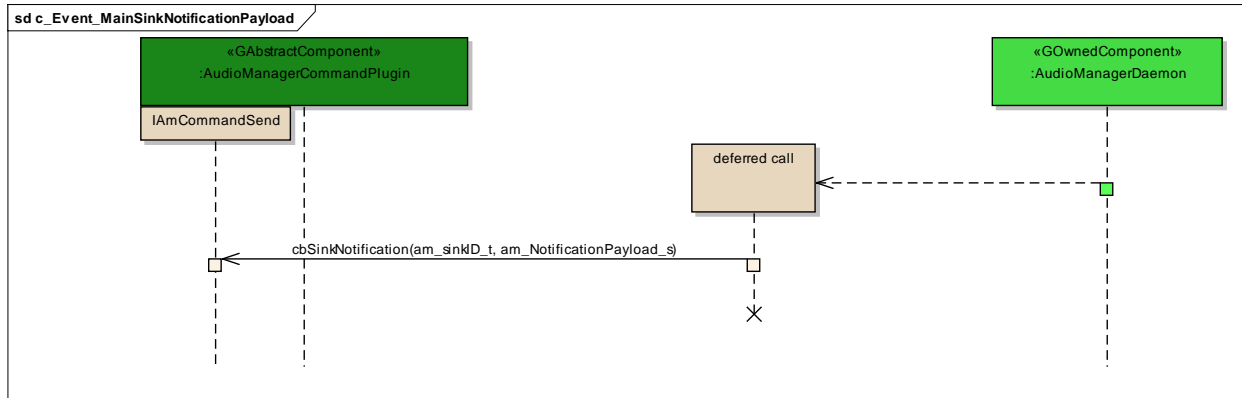 sd c_Event_MainSinkNotificationPayload
«GAbstractComponent»
:AudioManagerCommandPlugin
«GOwnedComponent»
:AudioManagerDaemon
IAmCommandSend
deferred call
cbSinkNotification(am_sinkID_t, am_NotificationPayload_s)